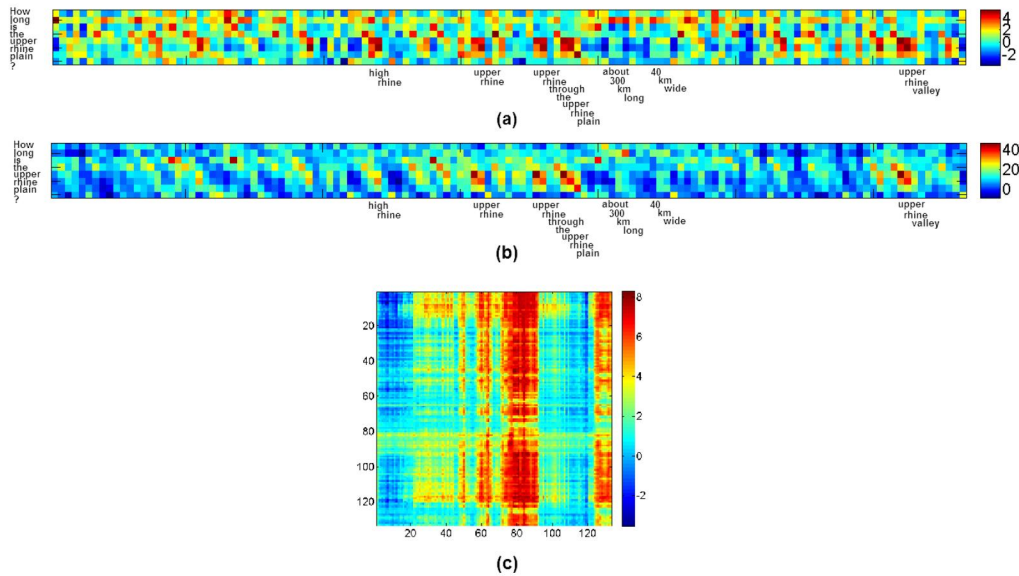 How
long
is
the
upper
rhine
plain
?
4
2
0
-2
high
rhine
upper
rhine
upper
rhine
through
the
upper
rhine
plain
about
300
km
long
40
km
wide
upper
rhine
valley
(a)
How
long
is
the
upper
rhine
plain
?
40
20
0
high
rhine
upper
rhine
upper
rhine
through
the
upper
rhine
plain
about
300
km
long
40
km
wide
upper
rhine
valley
(b)
20
40
60
80
100
120
20 40 60 80 100 120
8
6
4
2
0
-2
(c)